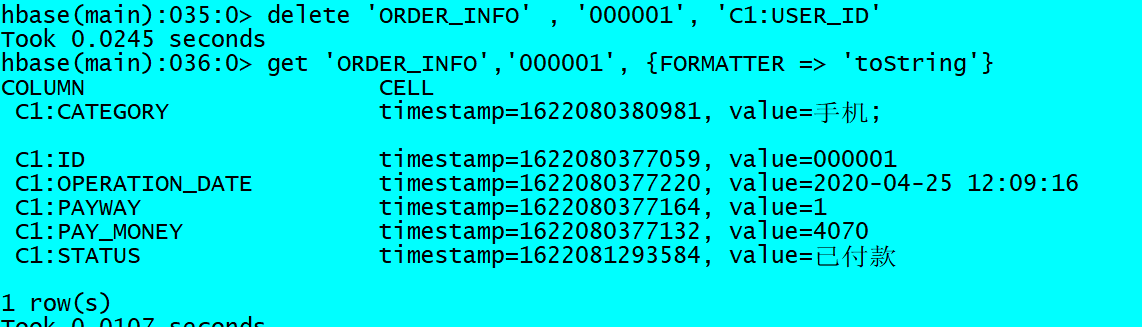 hbase(main):035:0> delete 'ORDER_INFO' , '000001', 'C1:USER_ID'
Took 0.0245 seconds
hbase(main):036:0> get 'ORDER_INFO','000001', {FORMATTER => 'toString'}
COLUMN CELL
C1:CATEGORY timestamp=1622080380981, value=手机;
C1:ID timestamp=1622080377059, value=000001
C1:OPERATION_DATE timestamp=1622080377220, value=2020-04-25 12:09:16
C1:PAYWAY timestamp=1622080377164, value=1
C1:PAY_MONEY timestamp=1622080377132, value=4070
C1:STATUS timestamp=1622081293584, value=已付款
1 row(s)
Took 0.0107 seconds